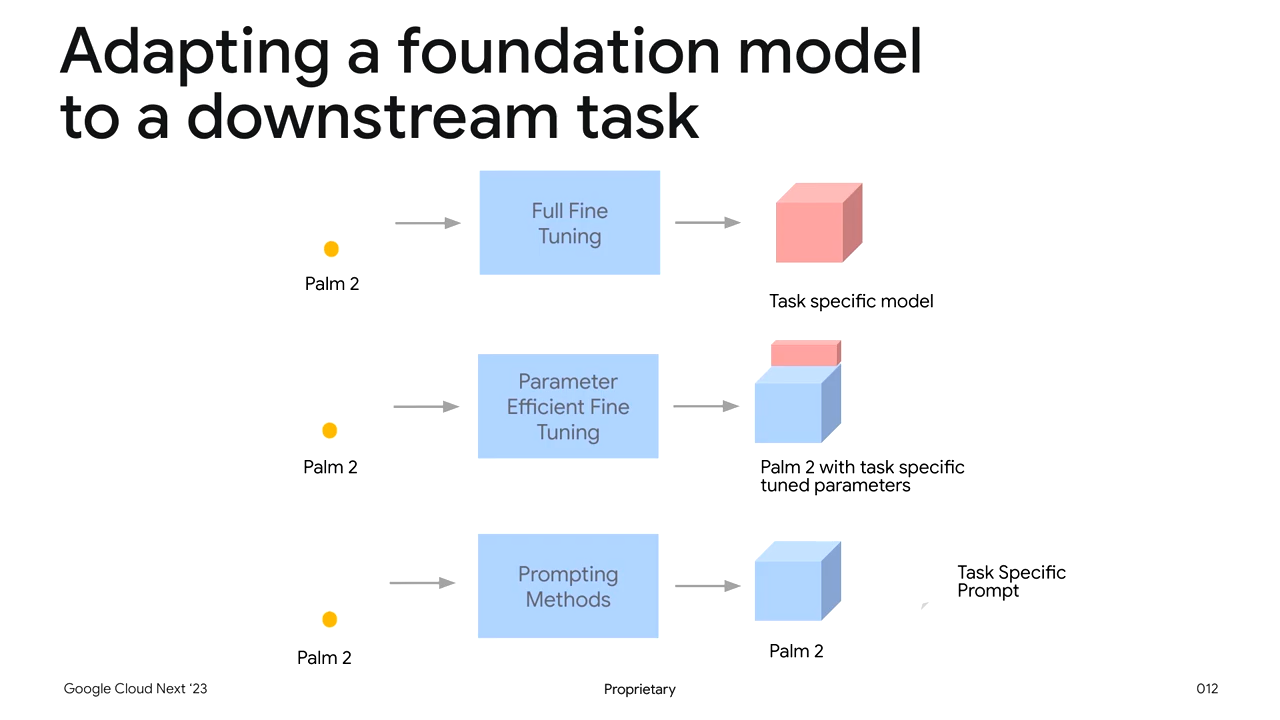 Adapting a foundation model
to a downstream task
Full Fine
Tuning
Palm 2
Task specific model
Parameter
Efficient Fine
Tuning
Palm 2
Palm 2 with task specific
tuned parameters
Prompting
Methods
Task Specific
Prompt
Palm 2
Palm 2
Google Cloud Next ‘23
Proprietary
012